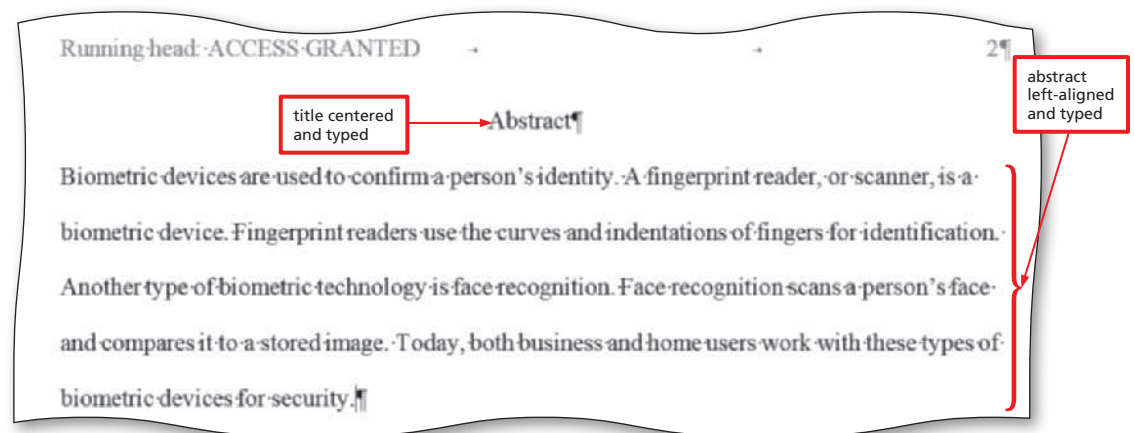 Running head: ACCESS GRANTED → → 2¶
abstract
left-aligned
and typed
title centered
and typed
Abstract¶
Biometric devices are used to confirm a person’s identity. A fingerprint reader, or scanner, is a
biometric device. Fingerprint readers use the curves and indentations of fingers for identification.
Another type of biometric technology is face recognition. Face recognition scans a person’s face
and compares it to a stored image. Today, both business and home users work with these types of
biometric devices for security.¶